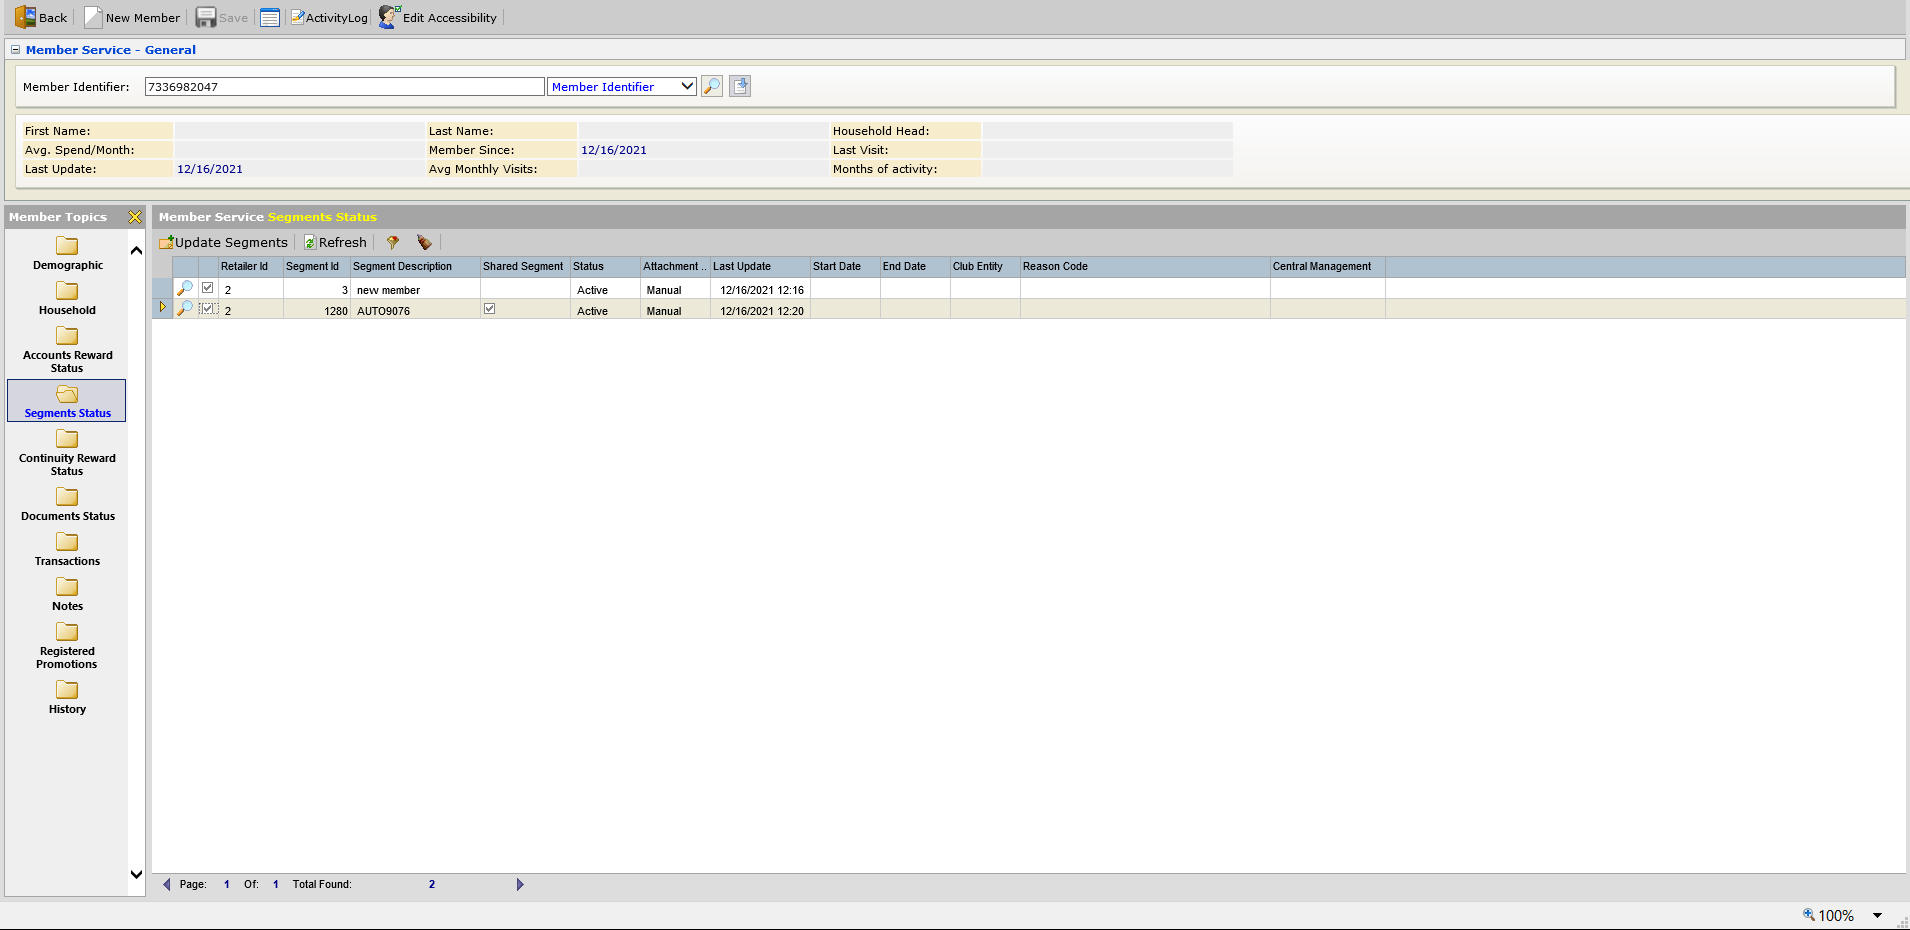 Back New Member Save ActivityLog Edit Accessibility
Member Service - General
Member Identifier: 7336982047 Member Identifier
First Name: Last Name: Household Head:
Avg. Spend/Month: Member Since: 12/16/2021 Last Visit:
Last Update: 12/16/2021 Avg Monthly Visits: Months of activity:
Member Topics
Demographic
Household
Accounts Reward
Status
Segments Status
Continuity Reward
Status
Documents Status
Transactions
Notes
Registered
Promotions
History
Member Service Segments Status
Update Segments Refresh
Retailer Id Segment Id Segment Description Shared Segment Status Attachment .. Last Update Start Date End Date Club Entity Reason Code Central Management
2 3 new member Active Manual 12/16/2021 12:16
2 1280 AUTO9076 Active Manual 12/16/2021 12:20
Page: 1 Of: 1 Total Found: 2
100%